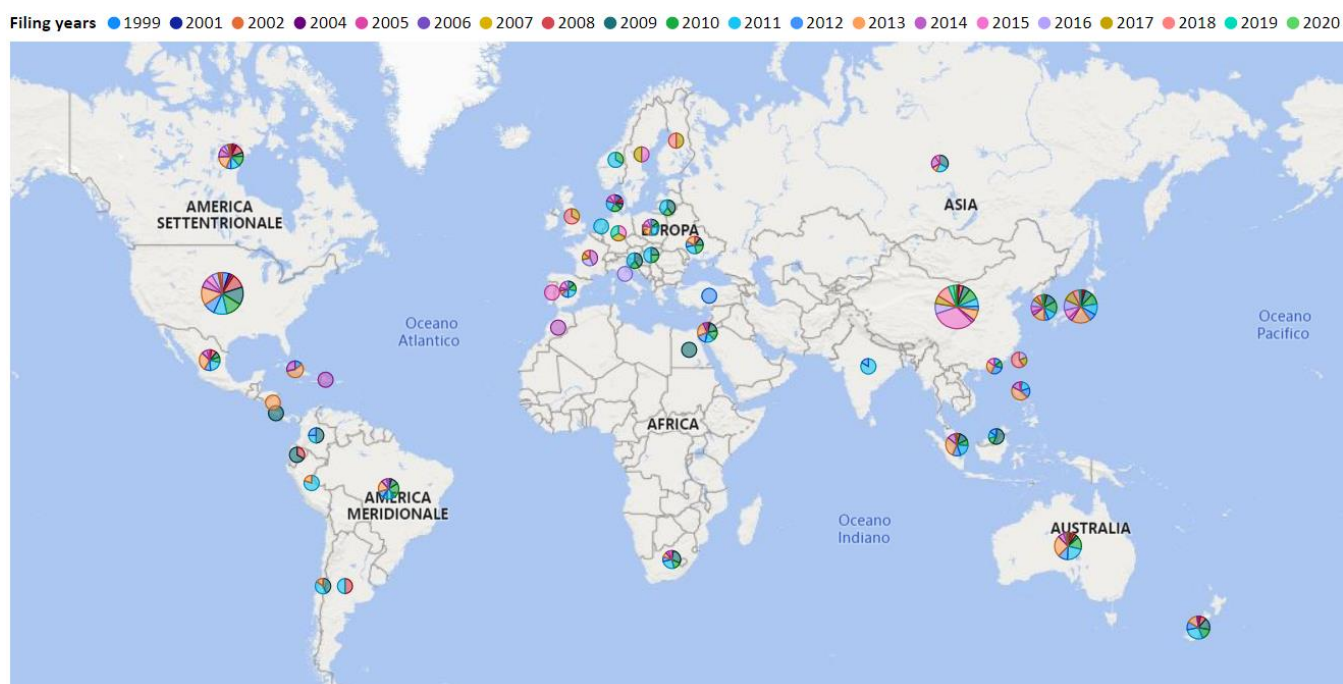 Filing years 1999 2001 2002 2004 2005 2006 2007 2008 2009 2010 2011 2012 2013 2014 2015 2016 2017 2018 2019 2020
AMERICA
SETTENTRIONALE
ASIA
EUROPA
Oceano
Atlantico
Oceano
Pacifico
AFRICA
AMERICA
MERIDIONALE
Oceano
Indiano
AUSTRALIA